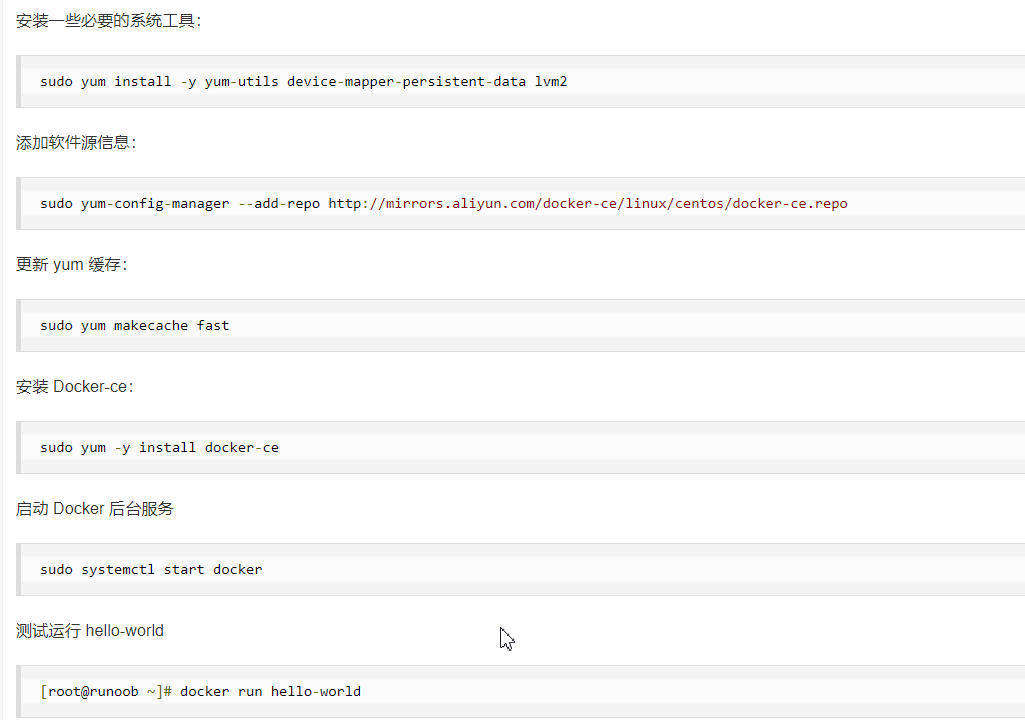 安装一些必要的系统工具：
sudo yum install -y yum-utils device-mapper-persistent-data lvm2
添加软件源信息：
sudo yum-config-manager --add-repo http://mirrors.aliyun.com/docker-ce/linux/centos/docker-ce.repo
更新 yum 缓存：
sudo yum makecache fast
安装 Docker-ce：
sudo yum -y install docker-ce
启动 Docker 后台服务
sudo systemctl start docker
测试运行 hello-world
[root@runoob ~]# docker run hello-world